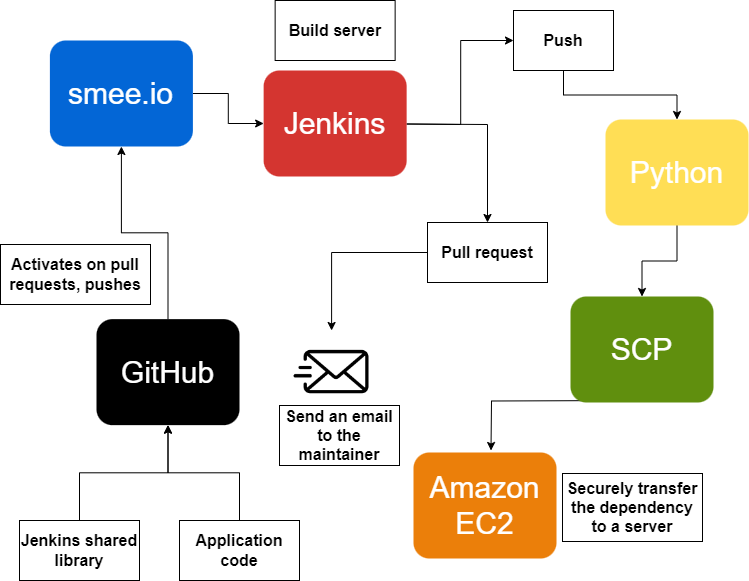 Build server
Push
smee.io
Jenkins
Python
Activates on pull
requests, pushes
Pull request
GitHub
SCP
Send an email
to the
maintainer
Amazon
EC2
Securely transfer
the dependency
to a server
Jenkins shared
library
Application
code